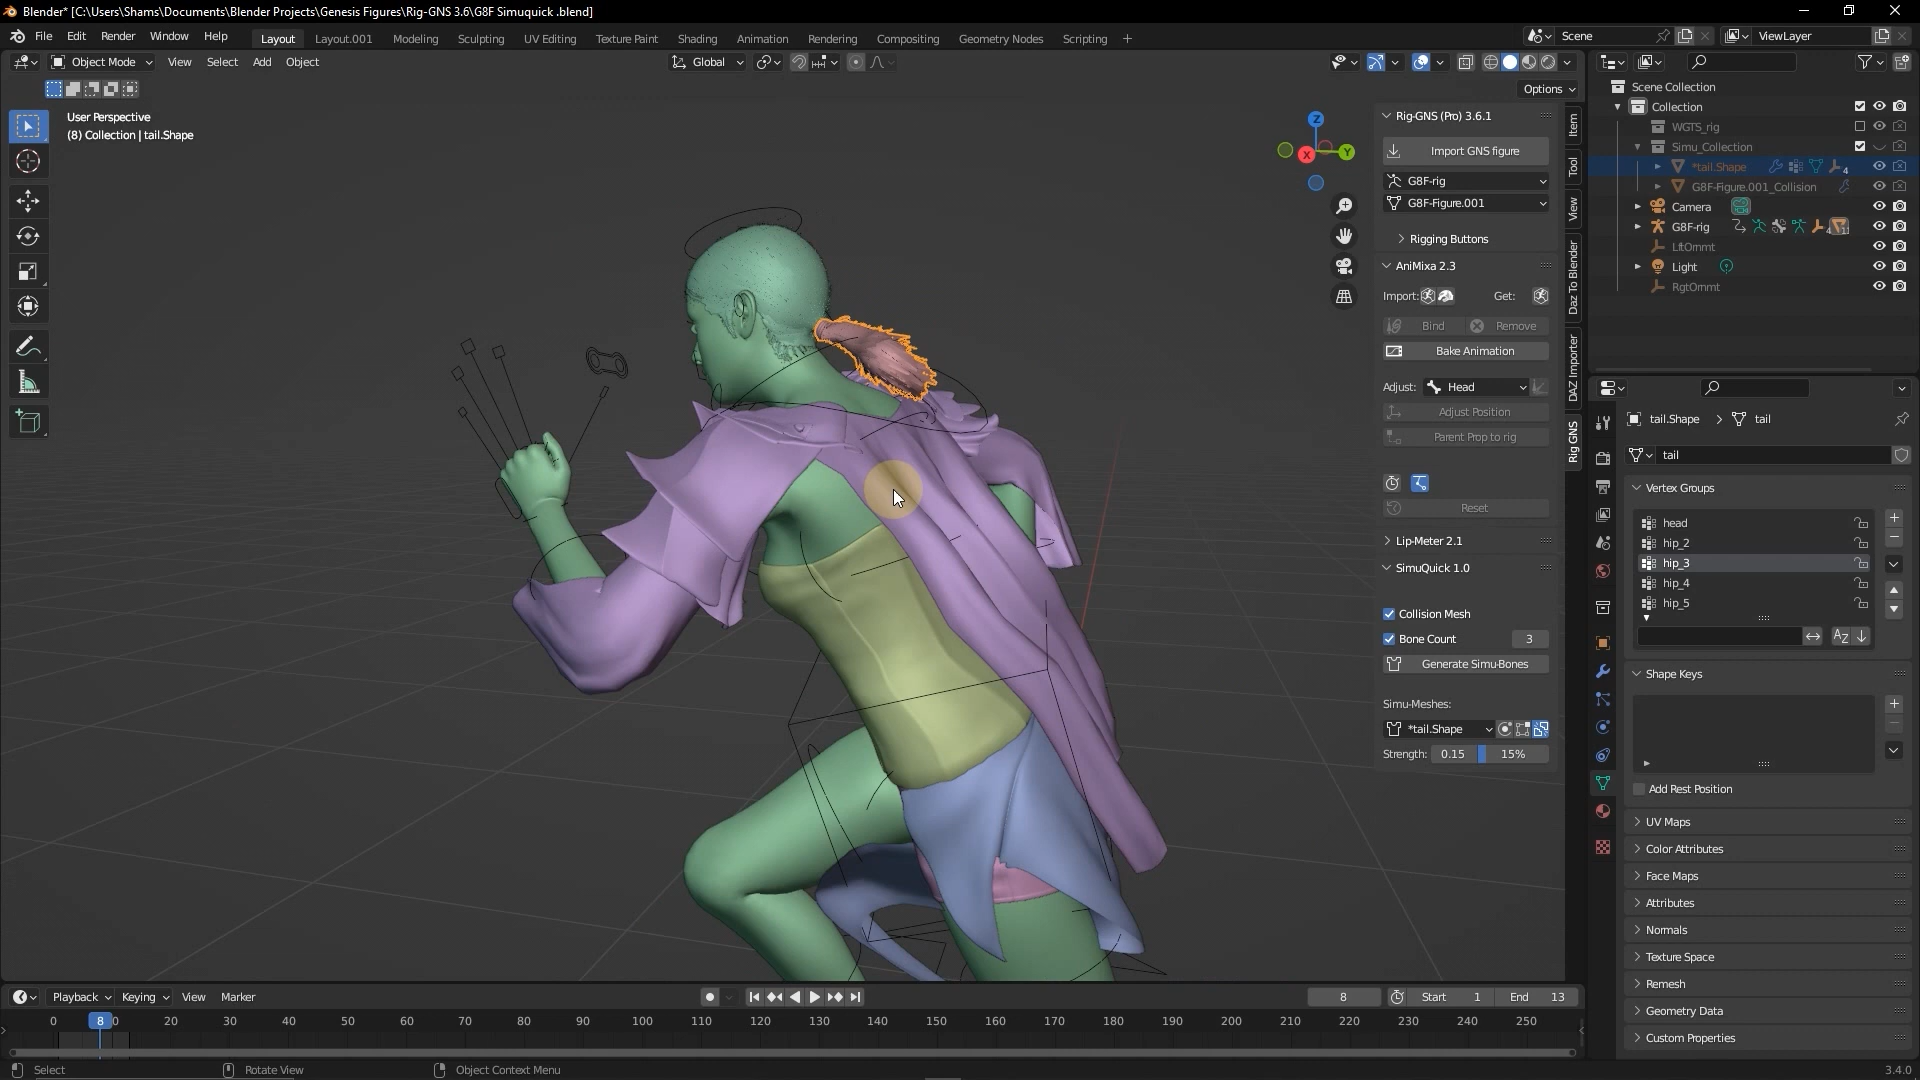 Blender* [C:\Users\Shams\Documents\Blender Projects\Genesis Figures\Rig-GNS 3.6\G8F Simuquick .blend]
File Edit Render Window Help
Layout Layout.001 Modeling Sculpting UV Editing Texture Paint Shading Animation Rendering Compositing Geometry Nodes Scripting
Scene
ViewLayer
Object Mode View Select Add Object
Global
Options
User Perspective
(8) Collection | tail.Shape
Z
X
Y
Rig-GNS (Pro) 3.6.1
Import GNS figure
G8F-rig
G8F-Figure.001
Rigging Buttons
AniMixa 2.3
Import: Get:
Bind Remove
Bake Animation
Adjust: Head
Adjust Position
Parent Prop to rig
Reset
Lip-Meter 2.1
SimuQuick 1.0
Collision Mesh
Bone Count 3
Generate Simu-Bones
Simu-Meshes:
*tail.Shape
Strength: 0.15 15%
Item
Tool
View
Daz To Blender
DAZ Importer
Rig GNS
Scene Collection
Collection
WGTS_rig
Simu_Collection
*tail.Shape 4
G8F-Figure.001_Collision
Camera
G8F-rig
LftOmmt
Light
RgtOmmt
tail.Shape tail
tail
Vertex Groups
head
hip_2
hip_3
hip_4
hip_5
Shape Keys
Add Rest Position
UV Maps
Color Attributes
Face Maps
Attributes
Normals
Texture Space
Remesh
Geometry Data
Custom Properties
Playback Keying View Marker
8 Start 1 End 13
0 8 20 30 40 50 60 70 80 90 100 110 120 130 140 150 160 170 180 190 200 210 220 230 240 250
Select Rotate View Object Context Menu 3.4.0